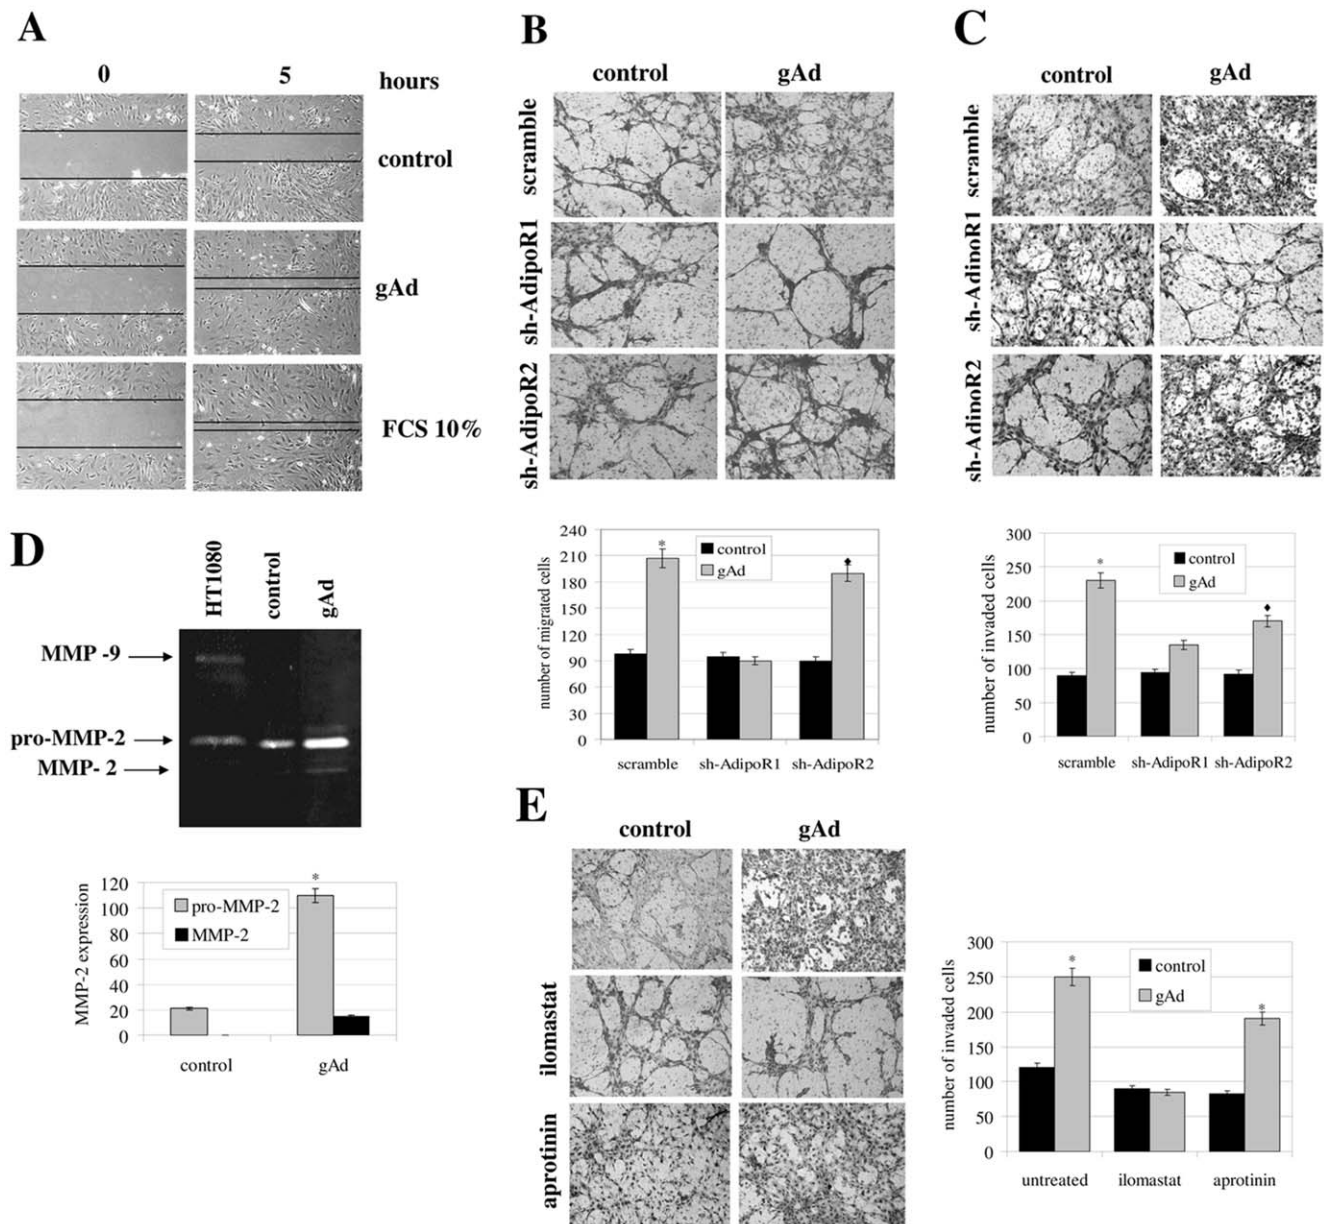 A
0
5
hours
control
gAd
FCS 10%
B
control
gAd
scramble
sh-AdipoR1
sh-AdipoR2
240
210
180
150
120
90
60
30
0
number of migrated cells
*
♦
control
gAd
scramble
sh-AdipoR1
sh-AdipoR2
C
control
gAd
scramble
sh-AdinoR1
sh-AdinoR2
300
250
200
150
100
50
0
number of invaded cells
*
♦
control
gAd
scramble
sh-AdipoR1
sh-AdipoR2
D
HT1080
control
gAd
MMP -9
pro-MMP-2
MMP- 2
120
100
80
60
40
20
0
MMP-2 expression
*
pro-MMP-2
MMP-2
control
gAd
E
control
gAd
ilomastat
aprotinin
300
250
200
150
100
50
0
number of invaded cells
*
*
control
gAd
untreated
ilomastat
aprotinin